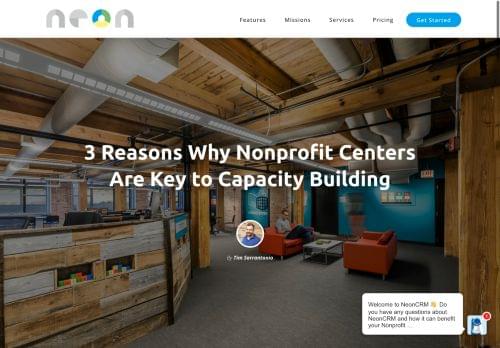 neon
Features
Missions
Services
Pricing
Get Started
3 Reasons Why Nonprofit Centers
Are Key to Capacity Building
By Tim Sarrantonio
EXIT
Welcome to NeonCRM 👋 Do
you have any questions about
NeonCRM and how it can benefit
your Nonprofit ...